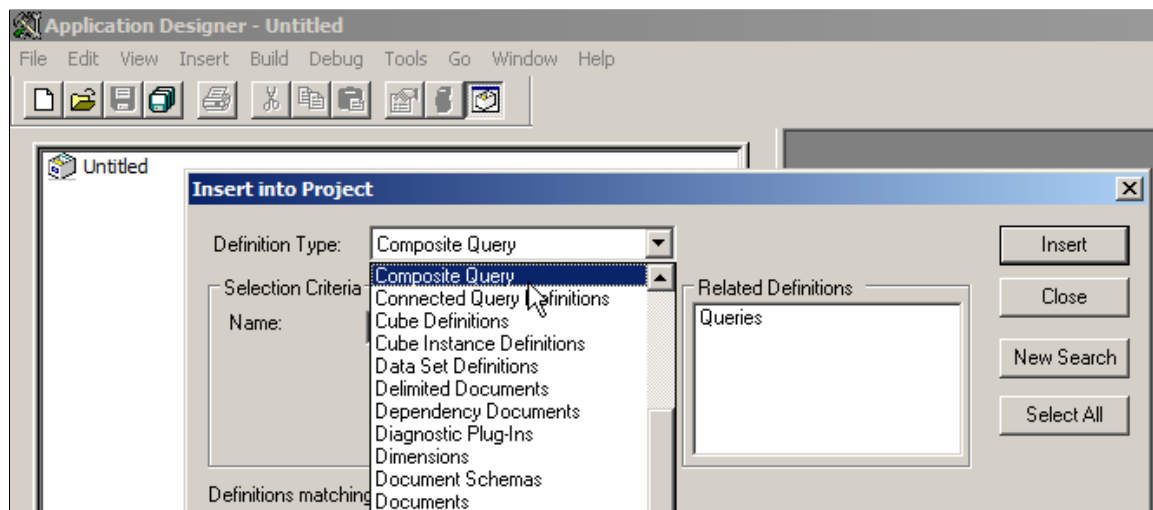 Application Designer - Untitled
File Edit View Insert Build Debug Tools Go Window Help
Untitled
Insert into Project
Definition Type: Composite Query
Insert
Selection Criteria
Name:
Composite Query
Connected Query Definitions
Cube Definitions
Cube Instance Definitions
Data Set Definitions
Delimited Documents
Dependency Documents
Diagnostic Plug-Ins
Dimensions
Document Schemas
Documents
Related Definitions
Queries
Close
New Search
Select All
Definitions matching